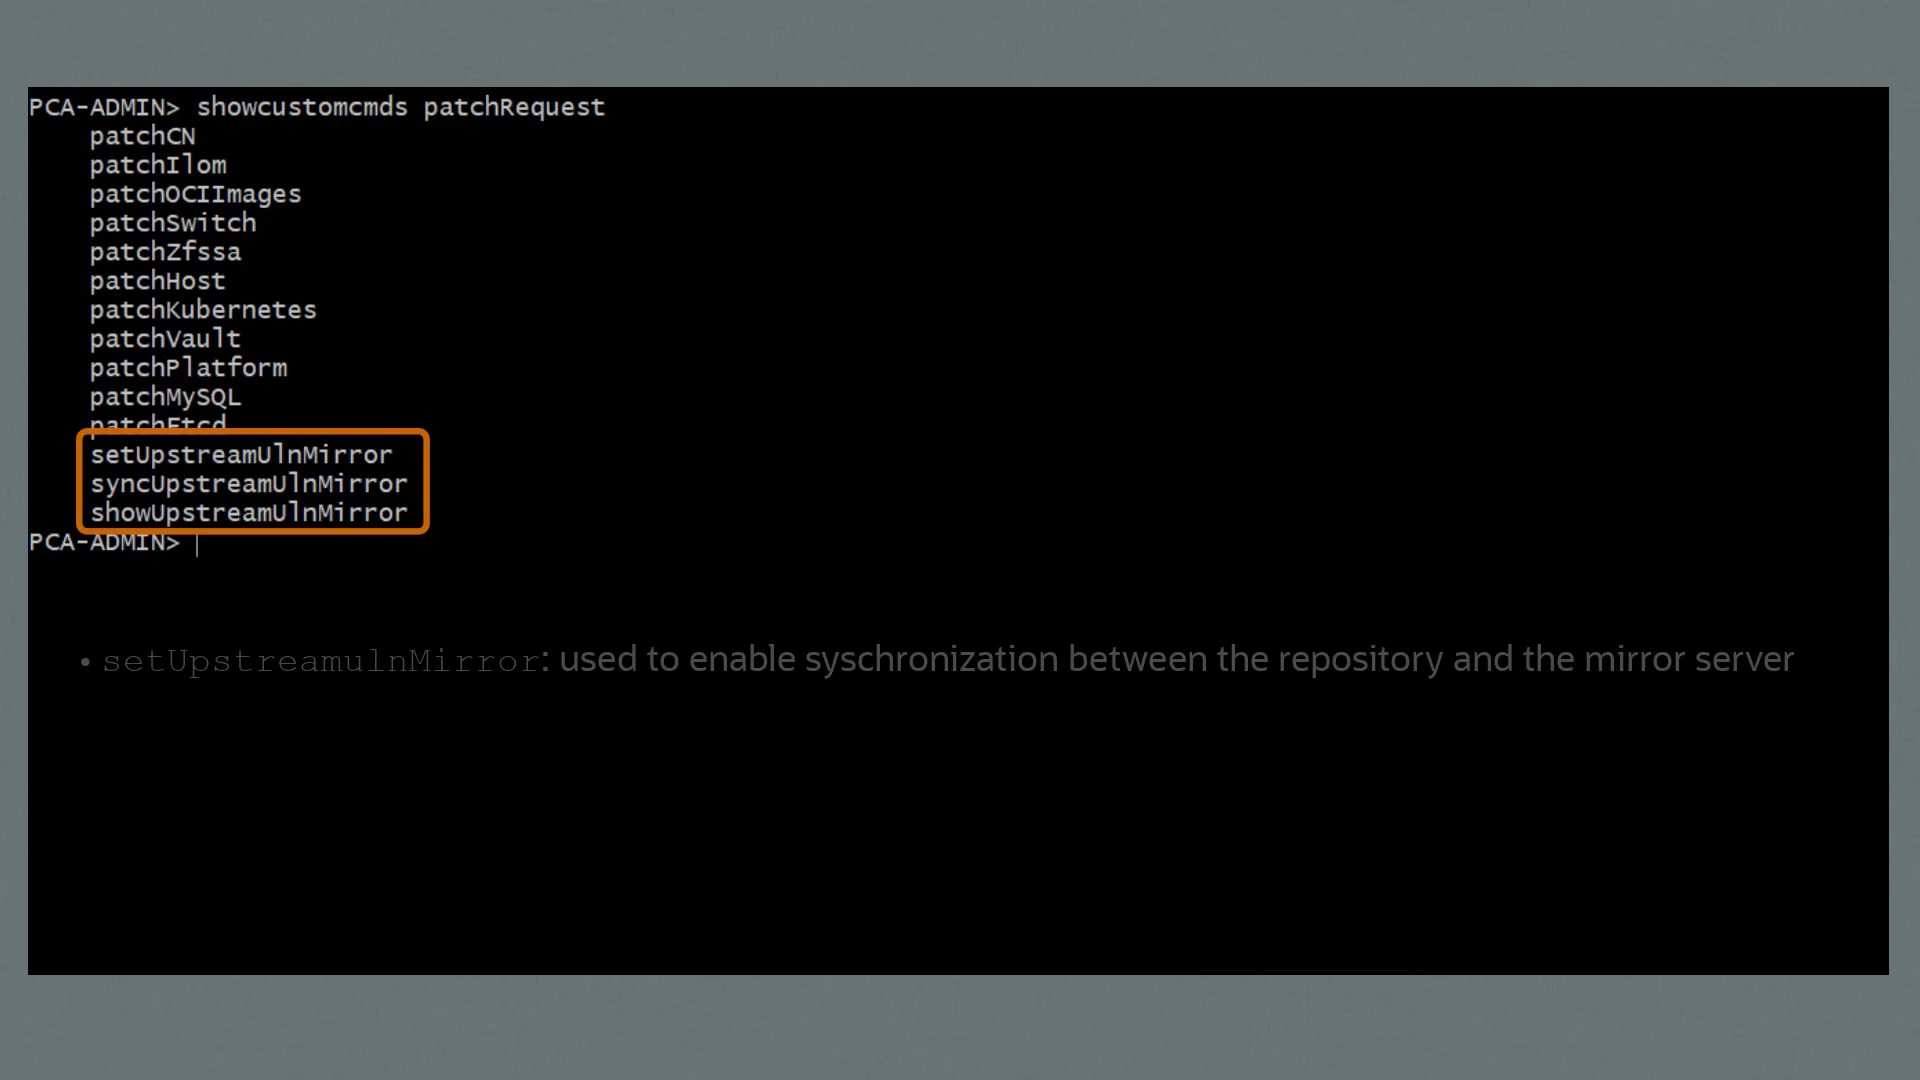 PCA-ADMIN> showcustomcmds patchRequest
patchCN
patchIlom
patchOCIImages
patchSwitch
patchZfssa
patchHost
patchKubernetes
patchVault
patchPlatform
patchMySQL
patchEtcd
setUpstreamUlnMirror
syncUpstreamUlnMirror
showUpstreamUlnMirror
PCA-ADMIN>
• setUpstreamulnMirror: used to enable syschronization between the repository and the mirror server